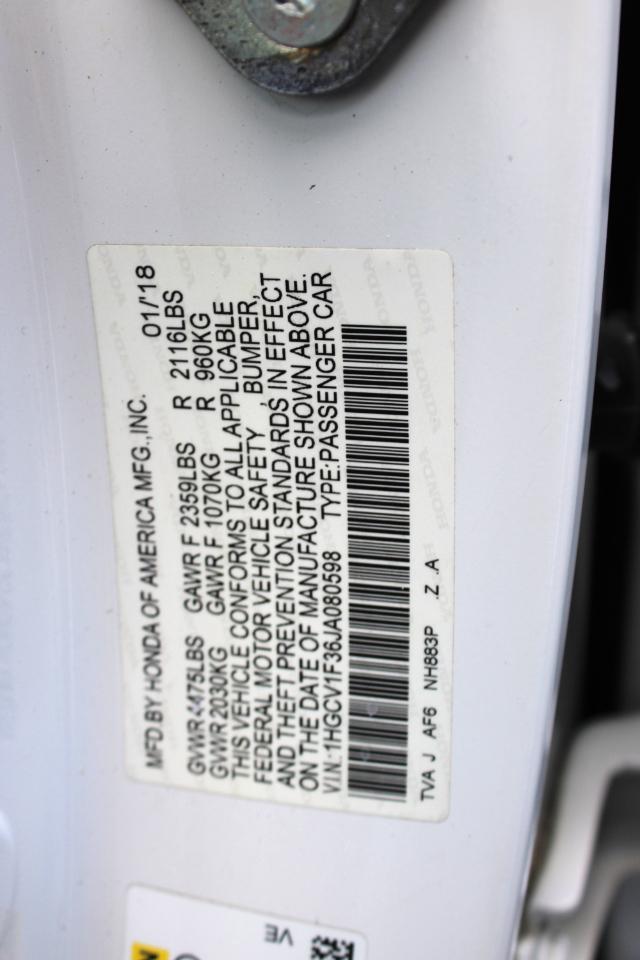 MFD.BY HONDA OF AMERICA MFG.,INC. 01/'18
GVWR 4475LBS GAWR F 2359LBS R 2116LBS
GVWR 2030KG GAWR F 1070KG R 960KG
THIS VEHICLE CONFORMS TO ALL APPLICABLE
FEDERAL MOTOR VEHICLE SAFETY , BUMPER,
AND THEFT PREVENTION STANDARDS IN EFFECT
ON THE DATE OF MANUFACTURE SHOWN ABOVE.
V.I.N.: 1HGCV1F36JA080598 TYPE:PASSENGER CAR
TVA J AF6 NH883P .Z .A
VE